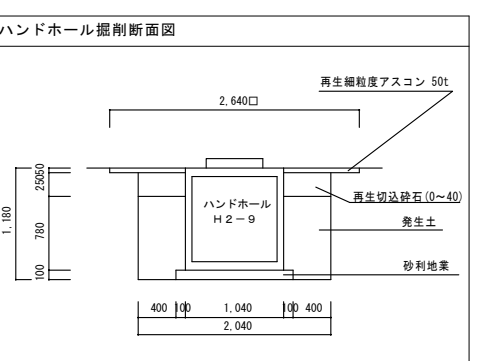 ハンドホール掘削断面図
再生細粒度アスコン 50t
2,640□
再生切込砕石(0～40)
ハンドホール
H2－9
発生土
砂利地業
1,180
250
50
780
100
400 100 1,040 100 400
2,040